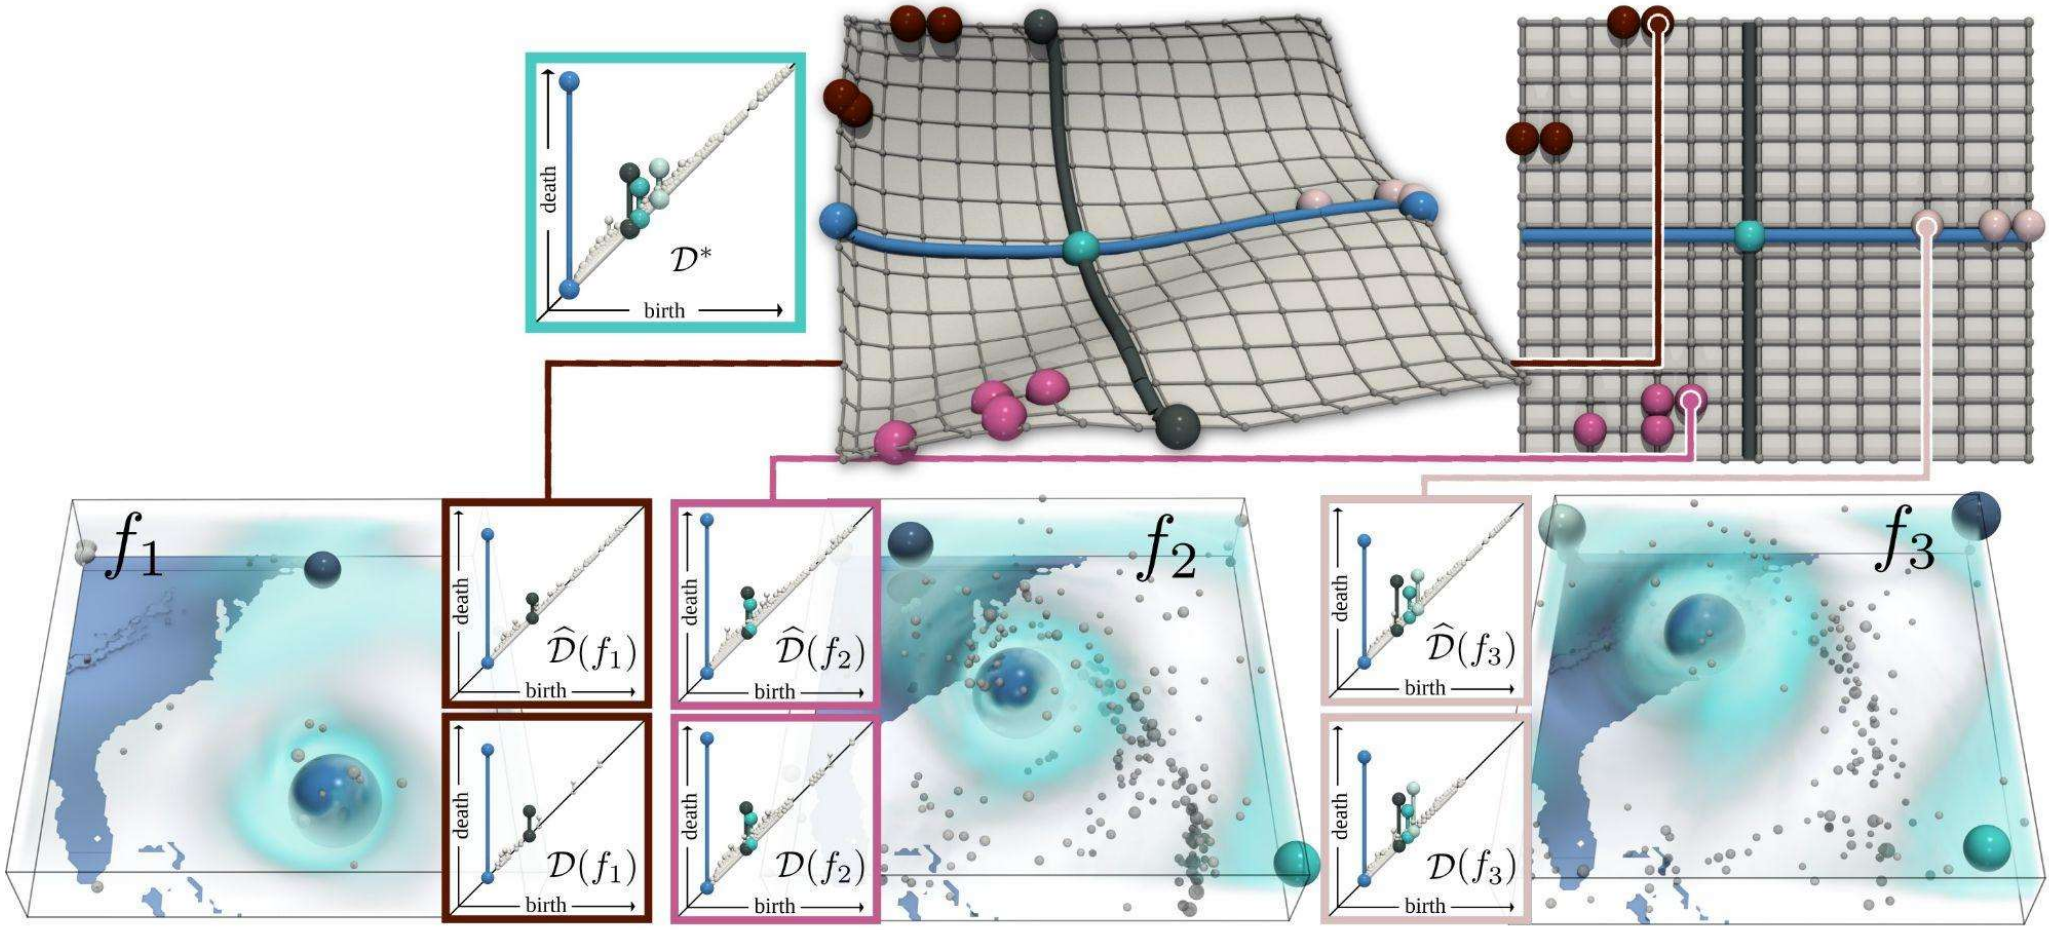 death
𝒟*
birth
f₁
f₂
f₃
death
𝒟̂(f₁)
birth
death
𝒟̂(f₂)
birth
death
𝒟̂(f₃)
birth
death
𝒟(f₁)
birth
death
𝒟(f₂)
birth
death
𝒟(f₃)
birth